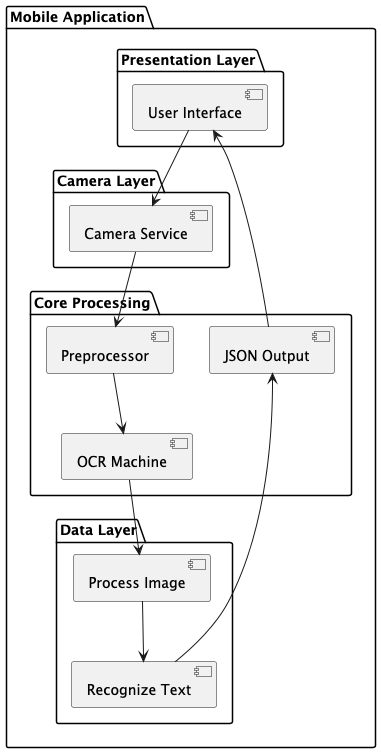 Mobile Application
Presentation Layer
User Interface
Camera Layer
Camera Service
Core Processing
Preprocessor
JSON Output
OCR Machine
Data Layer
Process Image
Recognize Text